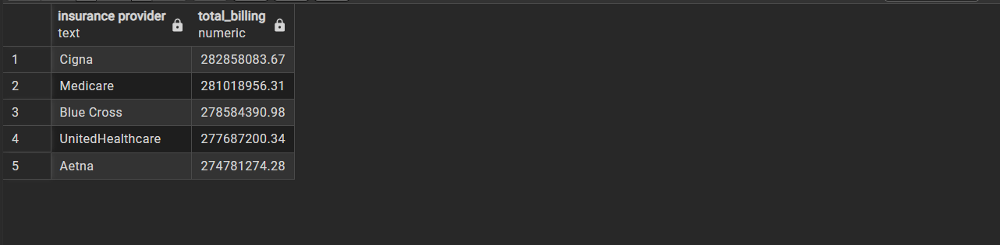 insurance provider total_billing
text numeric
1 Cigna 282858083.67
2 Medicare 281018956.31
3 Blue Cross 278584390.98
4 UnitedHealthcare 277687200.34
5 Aetna 274781274.28